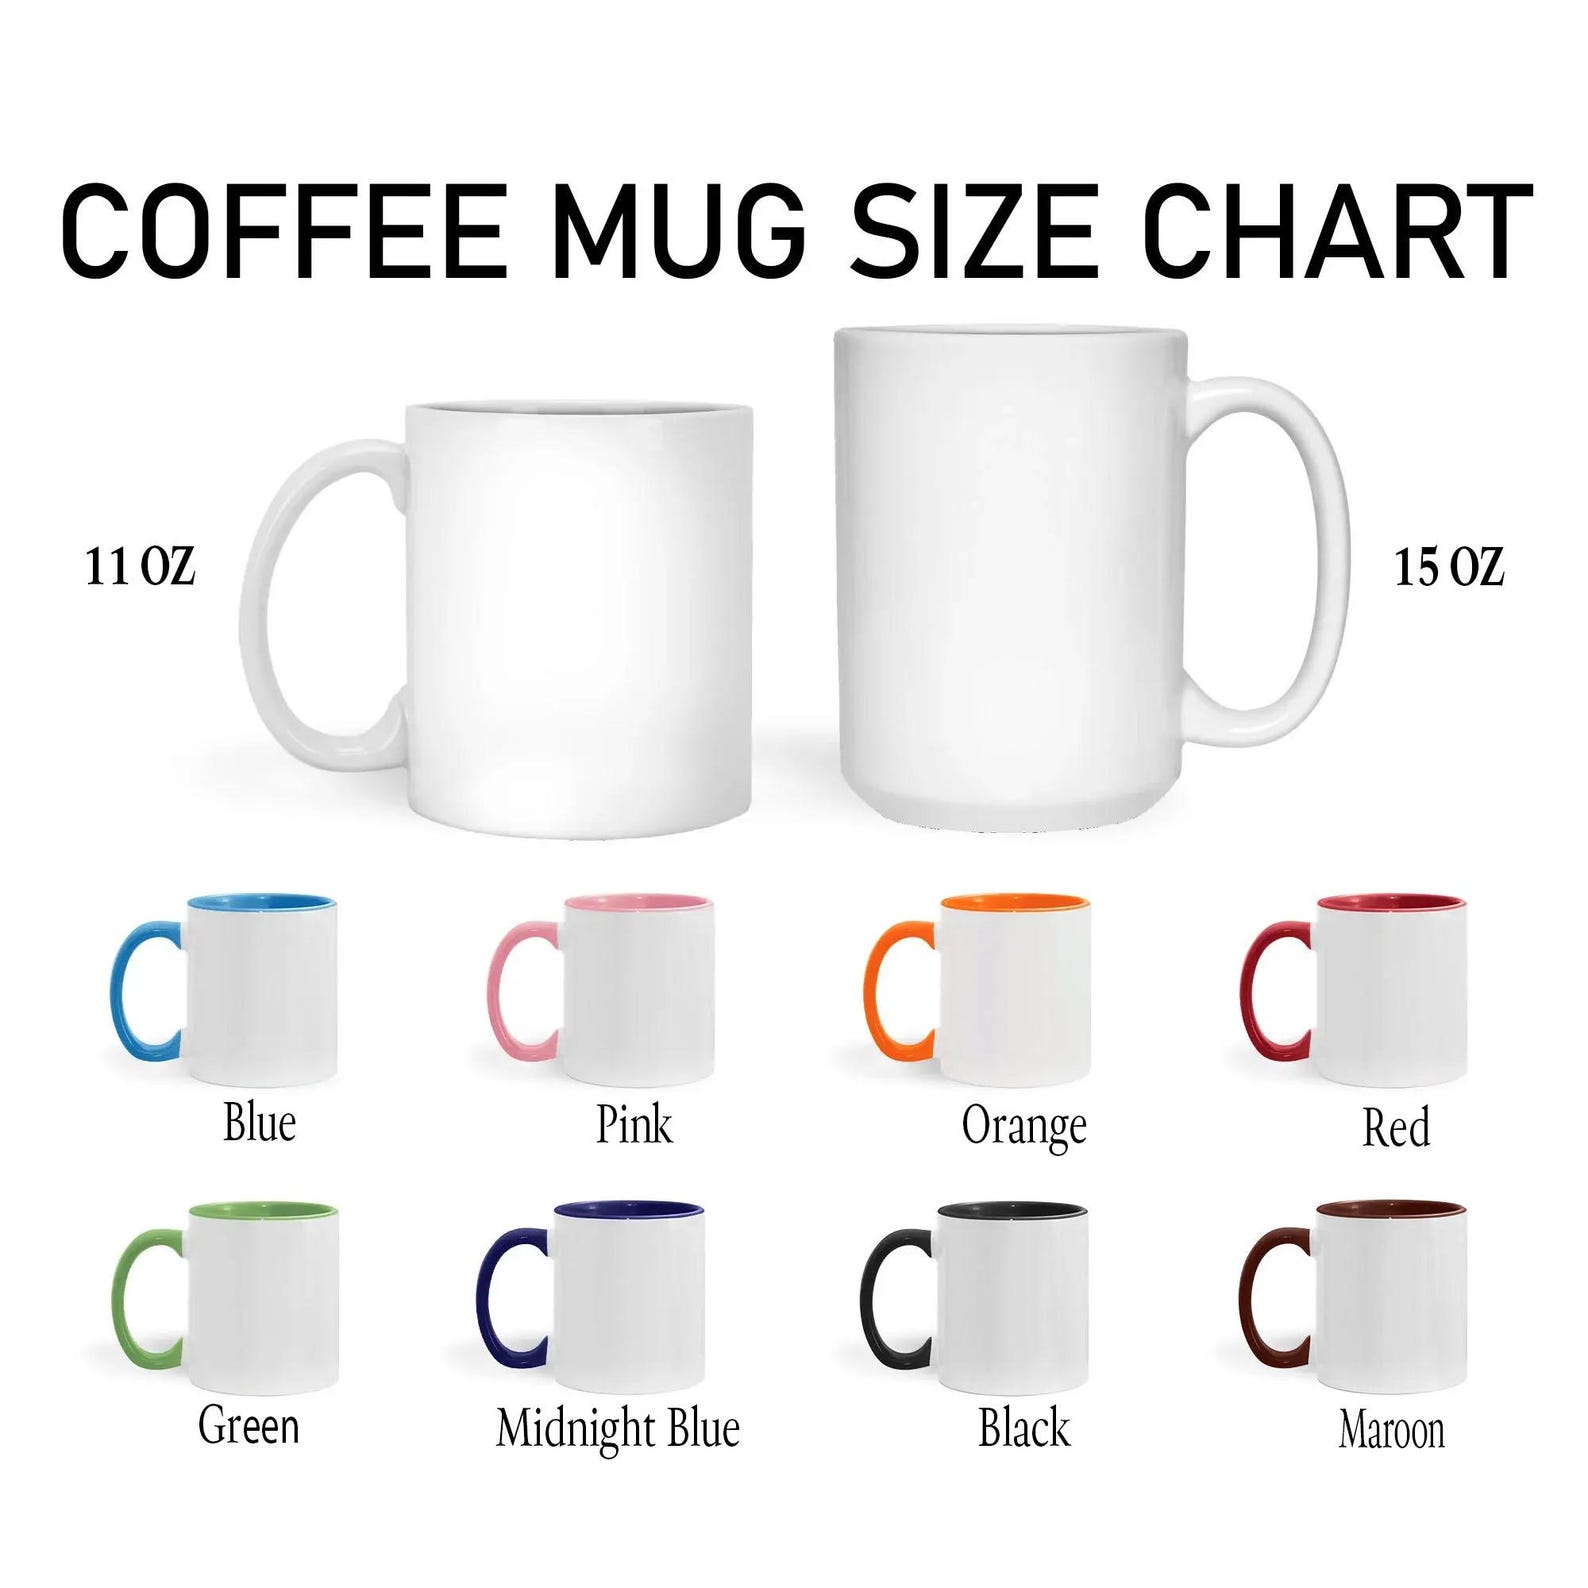 COFFEE MUG SIZE CHART
11 OZ
15 OZ
Blue
Pink
Orange
Red
Green
Midnight Blue
Black
Maroon